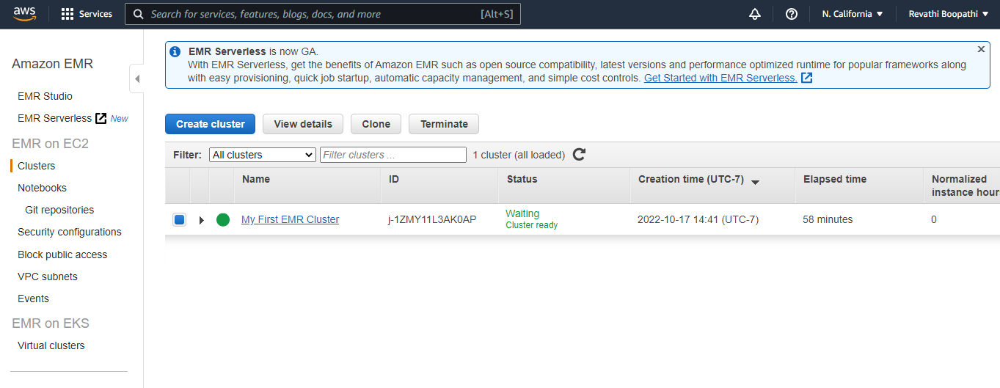 aws
Services
Search for services, features, blogs, docs, and more
[Alt+S]
N. California
Revathi Boopathi
Amazon EMR
EMR Studio
EMR Serverless New
EMR on EC2
Clusters
Notebooks
Git repositories
Security configurations
Block public access
VPC subnets
Events
EMR on EKS
Virtual clusters
EMR Serverless is now GA.
With EMR Serverless, get the benefits of Amazon EMR such as open source compatibility, latest versions and performance optimized runtime for popular frameworks along
with easy provisioning, quick job startup, automatic capacity management, and simple cost controls. Get Started with EMR Serverless.
Create cluster
View details
Clone
Terminate
Filter: All clusters Filter clusters ... 1 cluster (all loaded)
Name
ID
Status
Creation time (UTC-7)
Elapsed time
Normalized
instance hour
My First EMR Cluster
j-1ZMY11L3AK0AP
Waiting
Cluster ready
2022-10-17 14:41 (UTC-7)
58 minutes
0